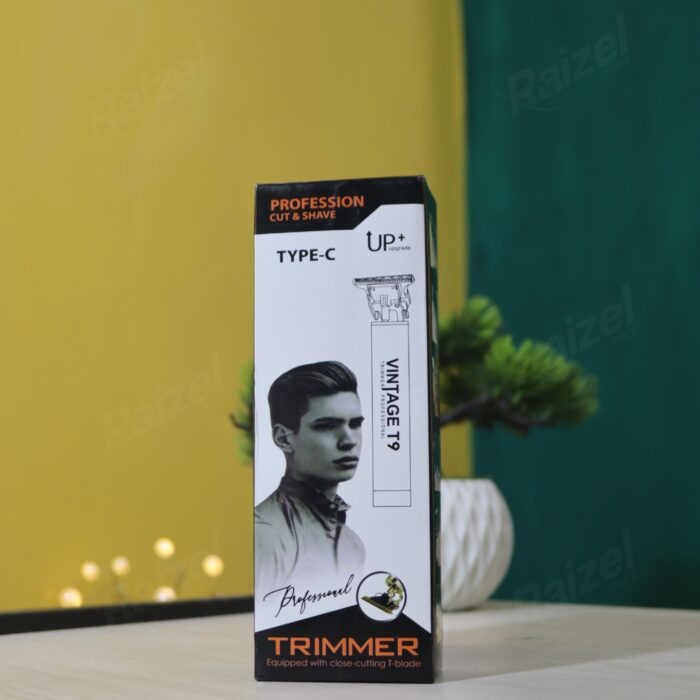 PROFESSION
CUT & SHAVE
TYPE-C
UP+
upgrade
VINTAGE T9
TRIMMER PROFESSIONAL
Professional
TRIMMER
Equipped with close-cutting T-blade
Raizel
Raizel
Raizel
Raizel
Raizel